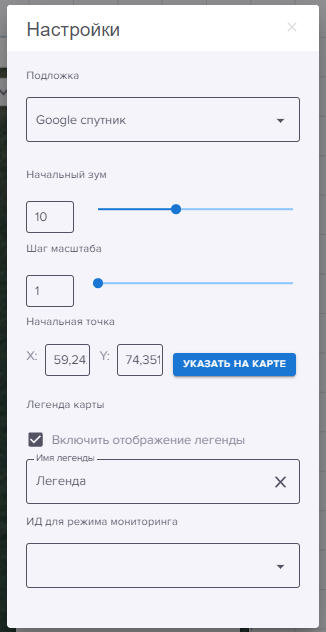 Настройки
Подложка
Google спутник
Начальный зум
10
Шаг масштаба
1
Начальная точка
X: 59,24 Y: 74,351 УКАЗАТЬ НА КАРТЕ
Легенда карты
Включить отображение легенды
Имя легенды
Легенда
ИД для режима мониторинга